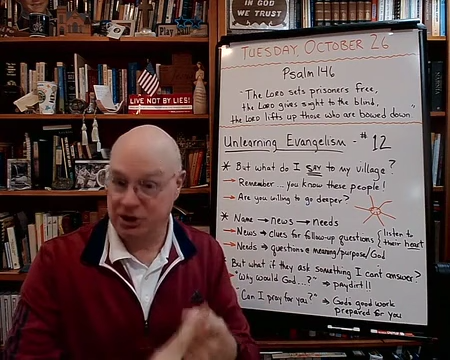 IN GOD
WE TRUST
Play
LIVE NOT BY LIES!
TUESDAY, OCTOBER 26
Psalm 146
"The LORD sets prisoners free,
the LORD gives sight to the blind,
the LORD lifts up those who are bowed down"
Unlearning Evangelism - #12
* But what do I SAY to my village?
→ Remember... you know these people!
→ Are you willing to go deeper?
* Name → news → needs
→ News → clues for follow-up questions
→ Needs → questions of meaning/purpose/God
{ listen to
their heart
But what if they ask something I can't answer?
"Why would God...?" → paydirt!!
"Can I pray for you?" → God's good work
prepared for you